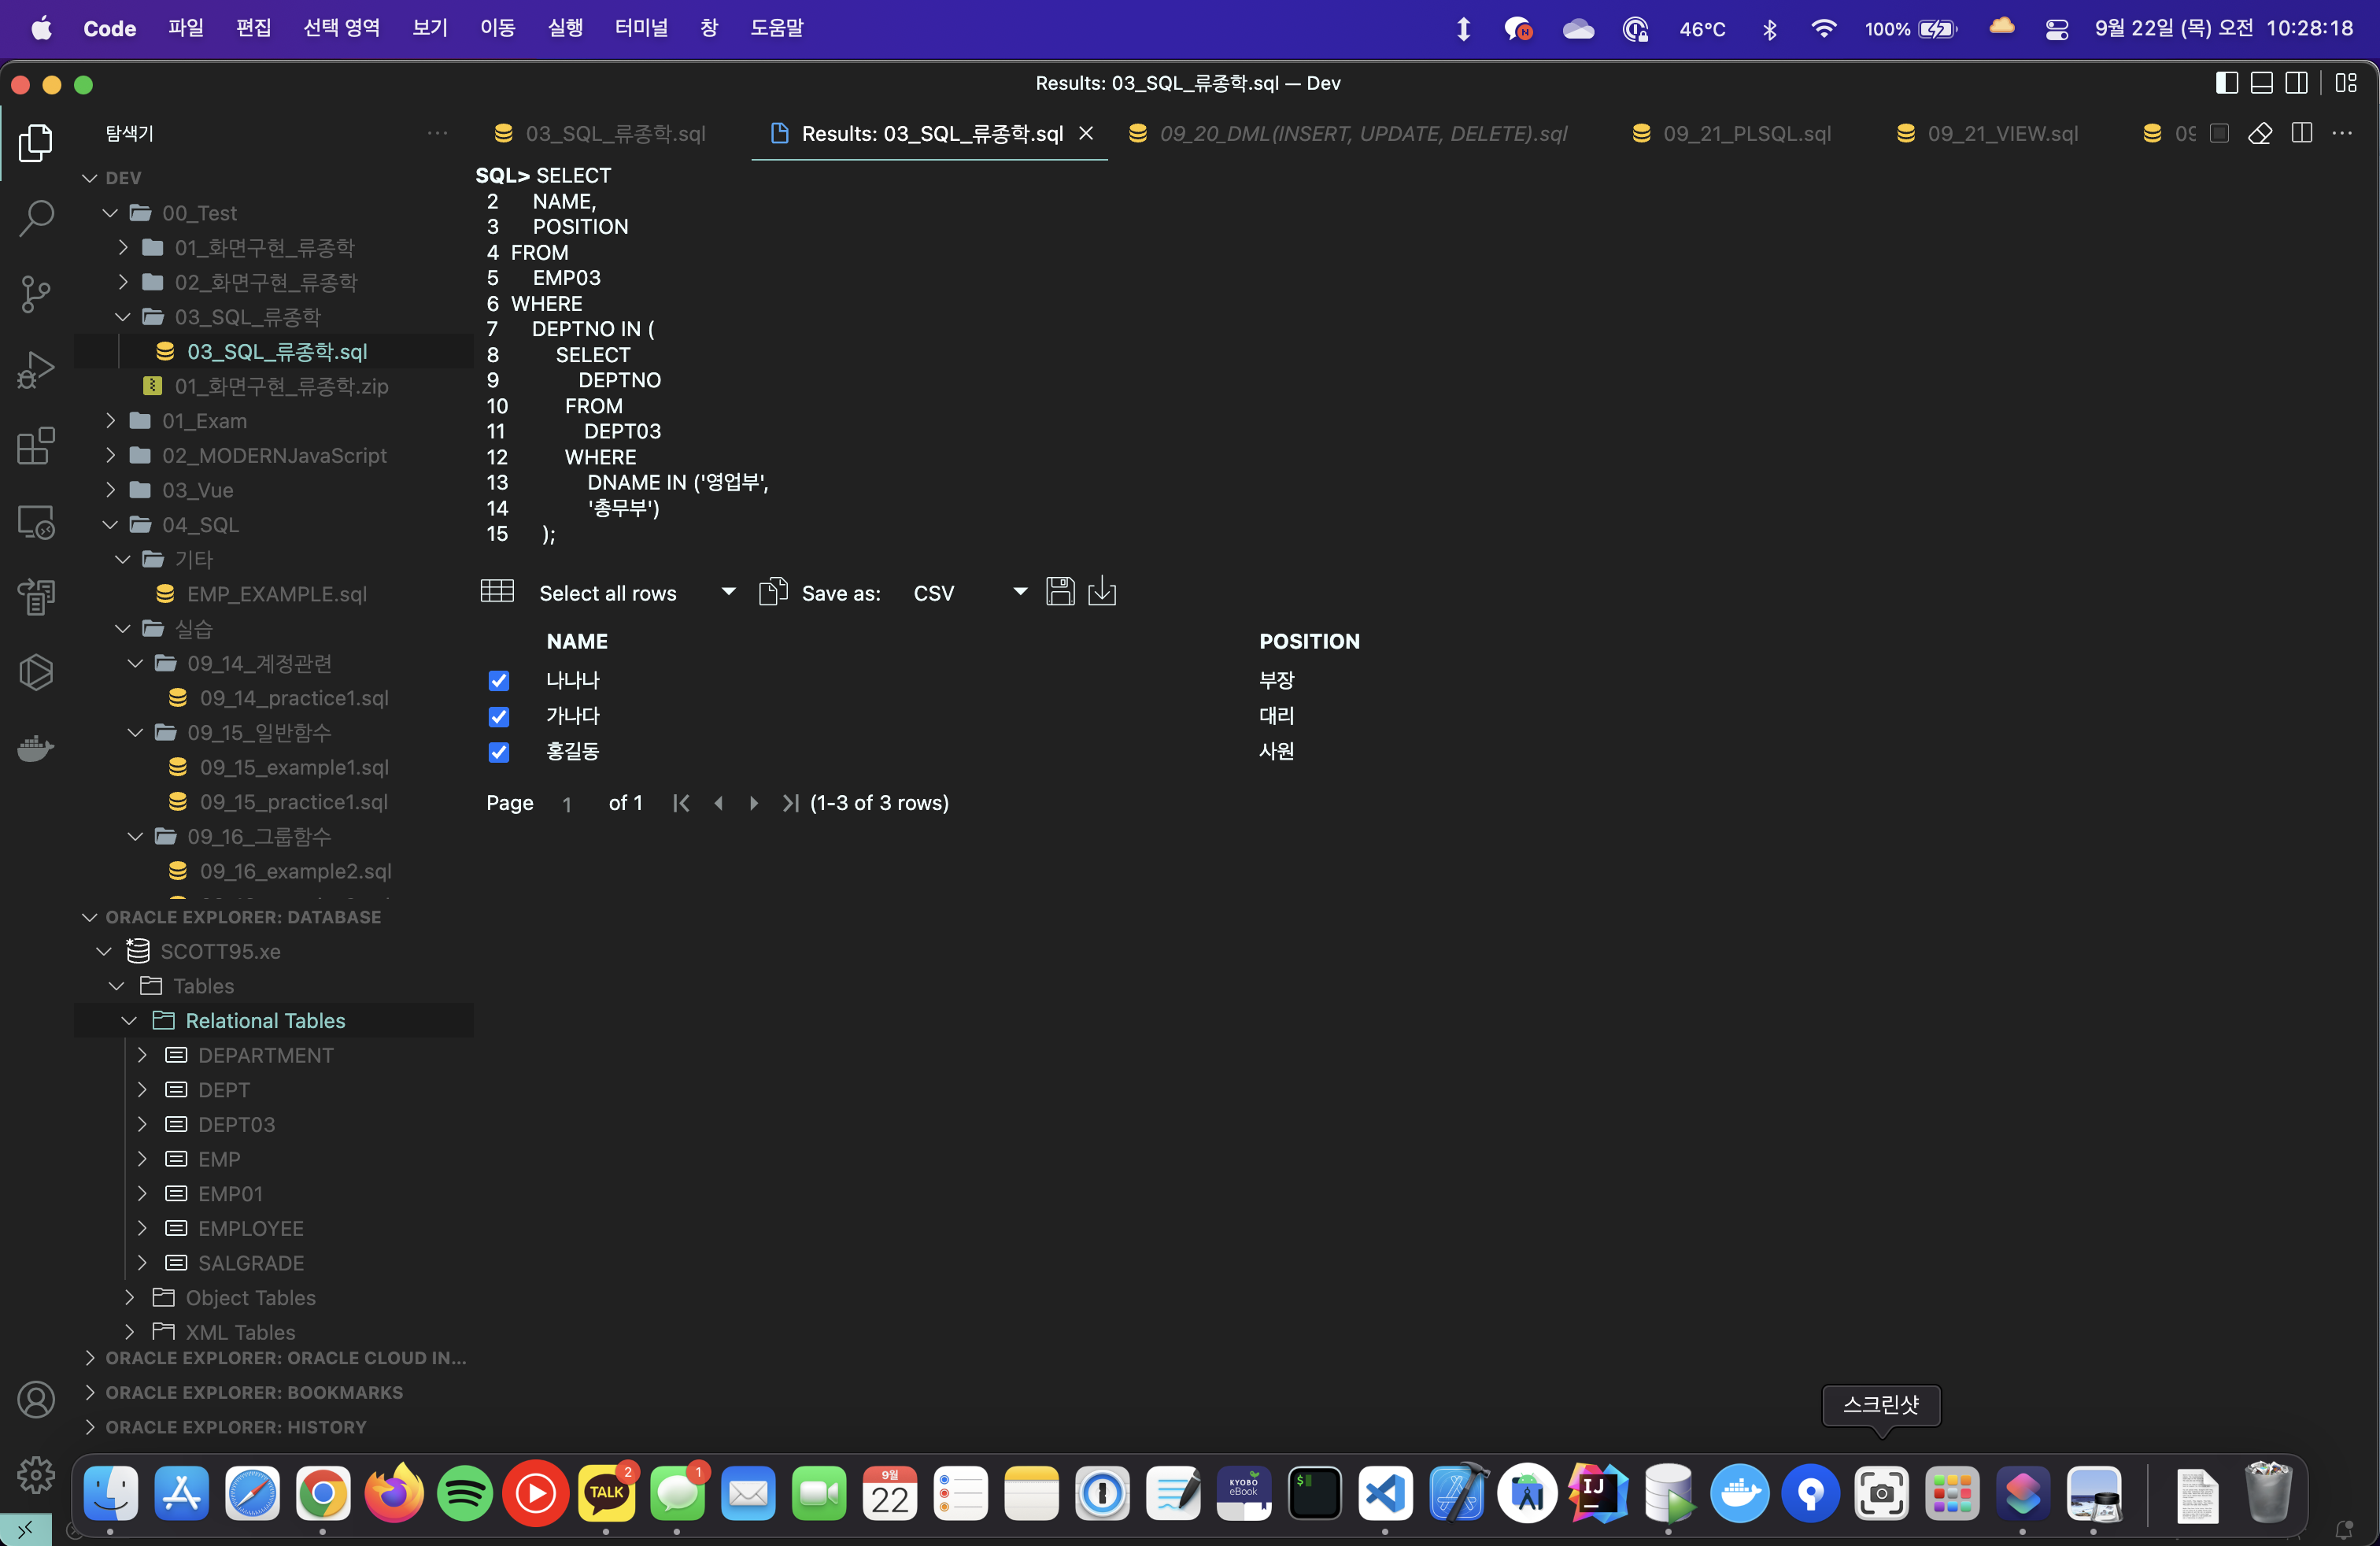 Code 파일 편집 선택 영역 보기 이동 실행 터미널 창 도움말 46°C 100% 9월 22일 (목) 오전 10:28:18
Results: 03_SQL_류종학.sql — Dev
탐색기
03_SQL_류종학.sql Results: 03_SQL_류종학.sql 09_20_DML(INSERT, UPDATE, DELETE).sql 09_21_PLSQL.sql 09_21_VIEW.sql
DEV
00_Test
01_화면구현_류종학
02_화면구현_류종학
03_SQL_류종학
03_SQL_류종학.sql
01_화면구현_류종학.zip
01_Exam
02_MODERNJavaScript
03_Vue
04_SQL
기타
EMP_EXAMPLE.sql
실습
09_14_계정관련
09_14_practice1.sql
09_15_일반함수
09_15_example1.sql
09_15_practice1.sql
09_16_그룹함수
09_16_example2.sql
ORACLE EXPLORER: DATABASE
SCOTT95.xe
Tables
Relational Tables
DEPARTMENT
DEPT
DEPT03
EMP
EMP01
EMPLOYEE
SALGRADE
Object Tables
XML Tables
ORACLE EXPLORER: ORACLE CLOUD IN...
ORACLE EXPLORER: BOOKMARKS
ORACLE EXPLORER: HISTORY
SQL> SELECT
2 NAME,
3 POSITION
4 FROM
5 EMP03
6 WHERE
7 DEPTNO IN (
8 SELECT
9 DEPTNO
10 FROM
11 DEPT03
12 WHERE
13 DNAME IN ('영업부',
14 '총무부')
15 );
Select all rows Save as: CSV
NAME POSITION
나나나 부장
가나다 대리
홍길동 사원
Page 1 of 1 (1-3 of 3 rows)
스크린샷
TALK
2
1
9월
22
KYOBO
eBook
$
IJ